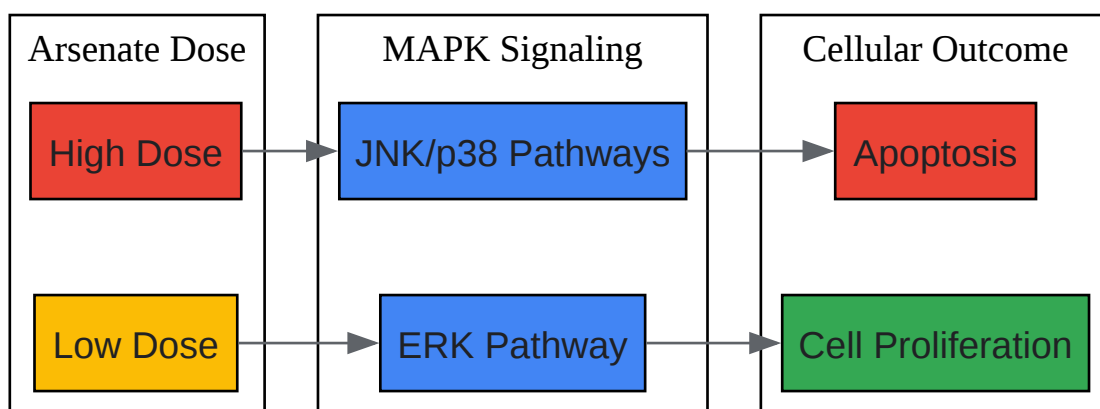 Arsenate Dose
MAPK Signaling
Cellular Outcome
High Dose
JNK/p38 Pathways
Apoptosis
Low Dose
ERK Pathway
Cell Proliferation